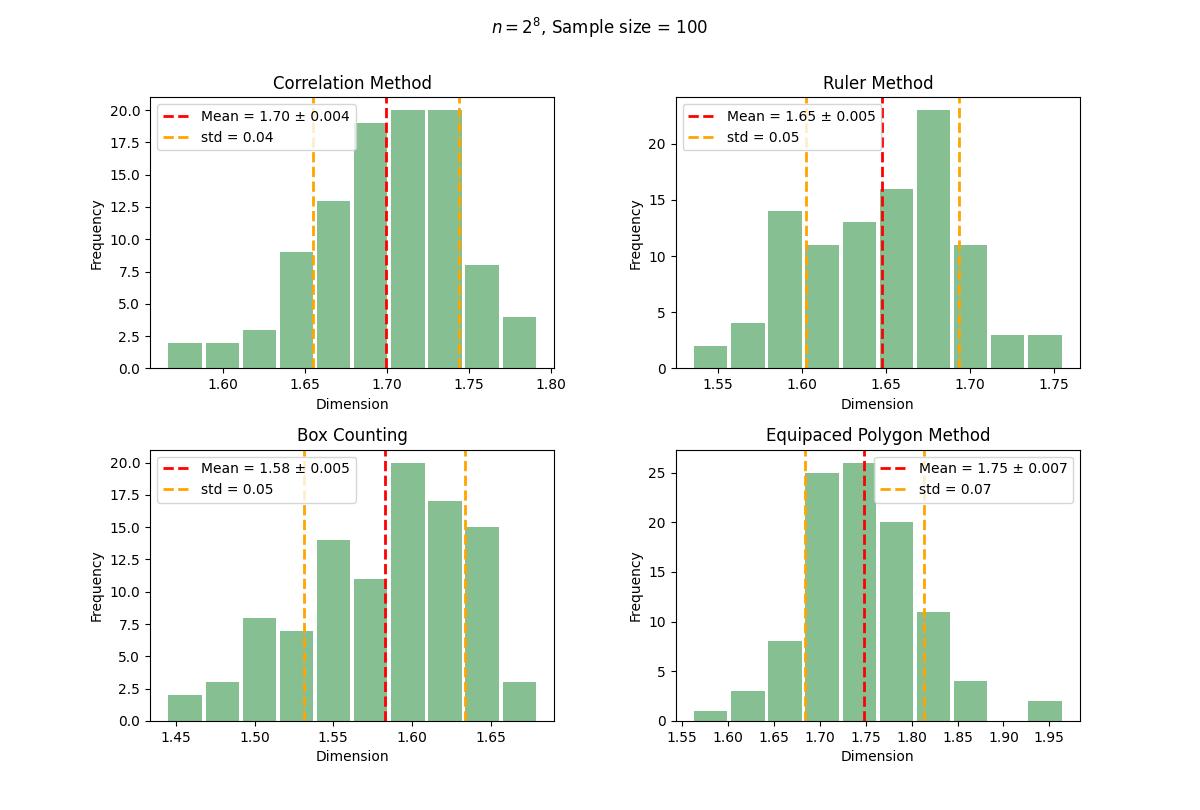 n = 2⁸, Sample size = 100
Correlation Method
Mean = 1.70 ± 0.004
std = 0.04
Frequency
20.0
17.5
15.0
12.5
10.0
7.5
5.0
2.5
0.0
1.60 1.65 1.70 1.75 1.80
Dimension
Ruler Method
Mean = 1.65 ± 0.005
std = 0.05
Frequency
20
15
10
5
0
1.55 1.60 1.65 1.70 1.75
Dimension
Box Counting
Mean = 1.58 ± 0.005
std = 0.05
Frequency
20.0
17.5
15.0
12.5
10.0
7.5
5.0
2.5
0.0
1.45 1.50 1.55 1.60 1.65
Dimension
Equipaced Polygon Method
Mean = 1.75 ± 0.007
std = 0.07
Frequency
25
20
15
10
5
0
1.55 1.60 1.65 1.70 1.75 1.80 1.85 1.90 1.95
Dimension